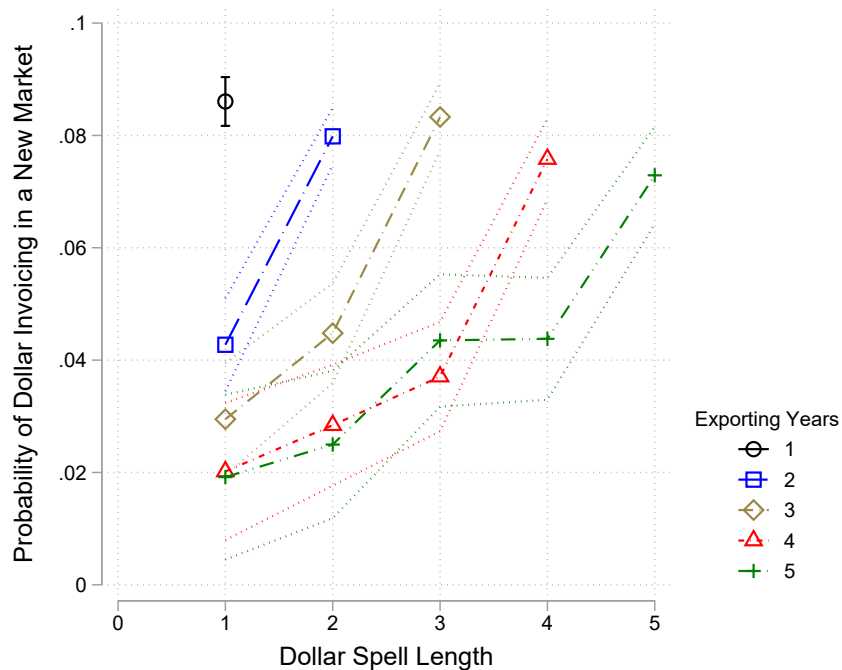 Probability of Dollar Invoicing in a New Market
.1
.08
.06
.04
.02
0
0 1 2 3 4 5
Dollar Spell Length
Exporting Years
1
2
3
4
5